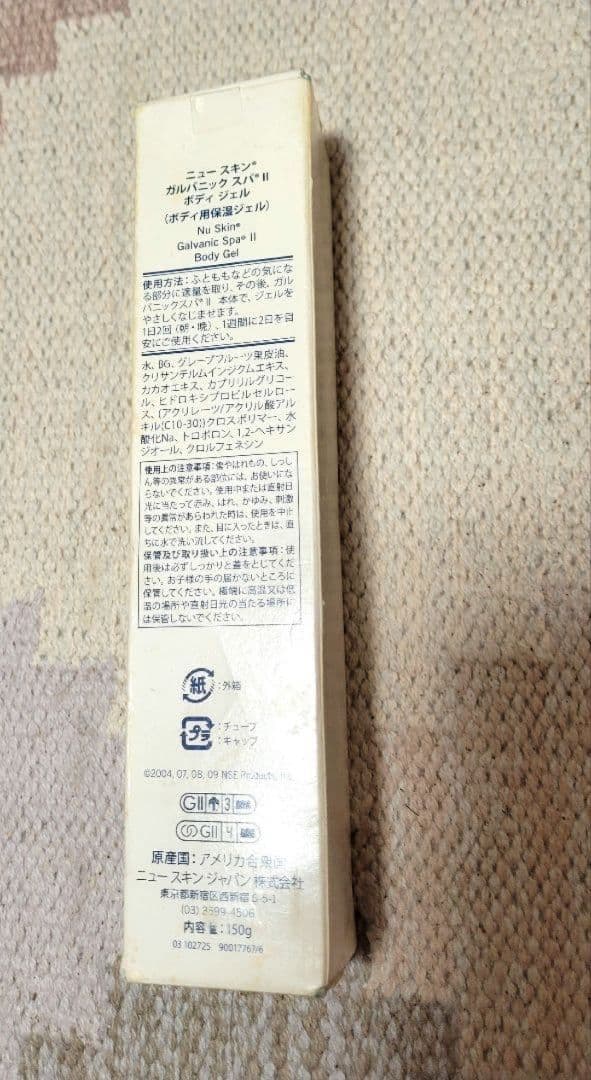 ニュー スキン®
ガルバニック スパ® II
ボディ ジェル
(ボディ用保湿ジェル)
Nu Skin®
Galvanic Spa® II
Body Gel
使用方法:ふとももなどの気にな
る部分に適量を取り、その後、ガル
バニックスパ® II 本体で、ジェルを
やさしくなじませます。
1日2回(朝・晩)、1週間に2日を目
安にご使用ください。
水、BG、グレープフルーツ果皮油、
クリサンテルムインジクムエキス、
カカオエキス、カプリリルグリコー
ル、ヒドロキシプロピルセルロー
ス、(アクリレーツ/アクリル酸アル
キル(C10-30))クロスポリマー、水
酸化Na、トロポロン、1,2-ヘキサン
ジオール、クロルフェネシン
使用上の注意事項:傷やはれもの、しっし
ん等の異常がある部位には、お使いにな
らないでください。使用中または直射日
光に当たって赤み、はれ、かゆみ、刺激
等の異常があらわれた時は、使用を中止
してください。また、目に入ったときは、直
ちに水で洗い流してください。
保管及び取り扱い上の注意事項:使
用後は必ずしっかりと蓋をとじてくだ
さい。お子様の手の届かないところに
保管してください。極端に高温又は低
温の場所や直射日光の当たる場所に
は保管しないでください。
紙 :外箱
プラ :チューブ
:キャップ
©2004, 07, 08, 09 NSE Products, Inc.
GII 3
GII 4
原産国:アメリカ合衆国
ニュー スキン ジャパン 株式会社
東京都新宿区西新宿
(03) 3599-4506
内容量:150g
03 102725 90017767/6